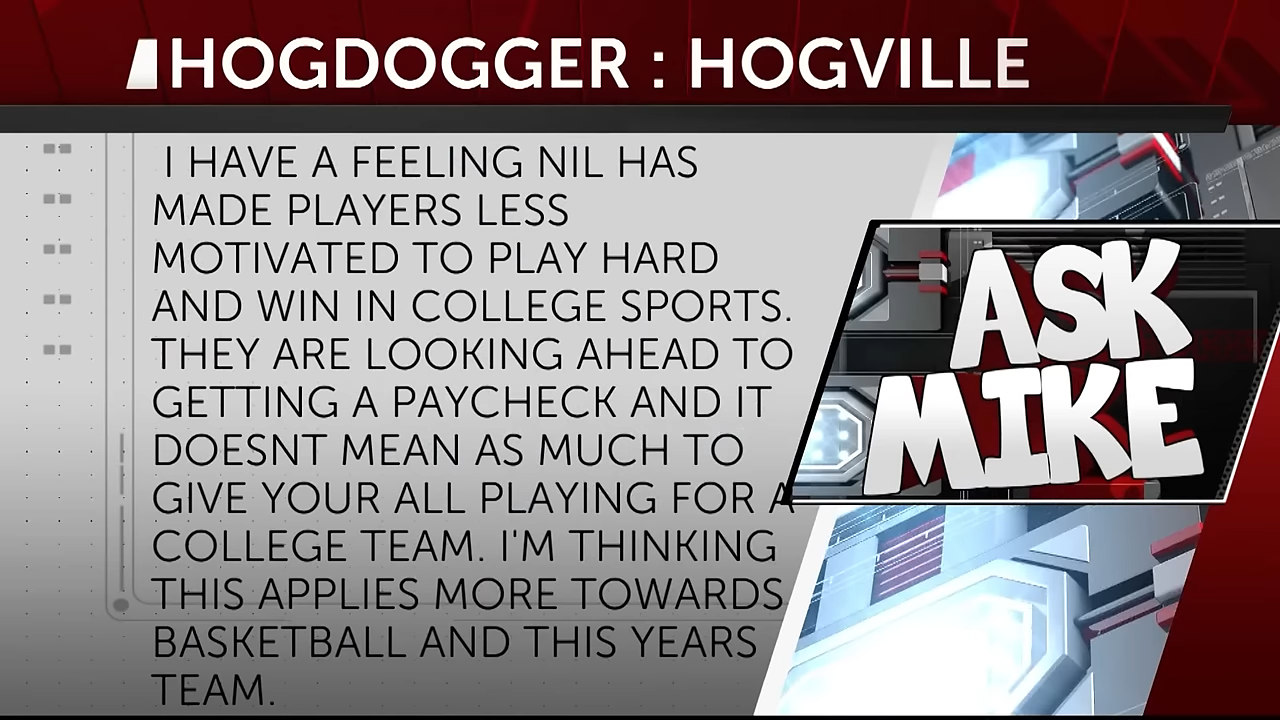 HOGDOGGER : HOGVILLE
I HAVE A FEELING NIL HAS
MADE PLAYERS LESS
MOTIVATED TO PLAY HARD
AND WIN IN COLLEGE SPORTS.
THEY ARE LOOKING AHEAD TO
GETTING A PAYCHECK AND IT
DOESNT MEAN AS MUCH TO
GIVE YOUR ALL PLAYING FOR A
COLLEGE TEAM. I'M THINKING
THIS APPLIES MORE TOWARDS
BASKETBALL AND THIS YEARS
TEAM.
ASK
MIKE